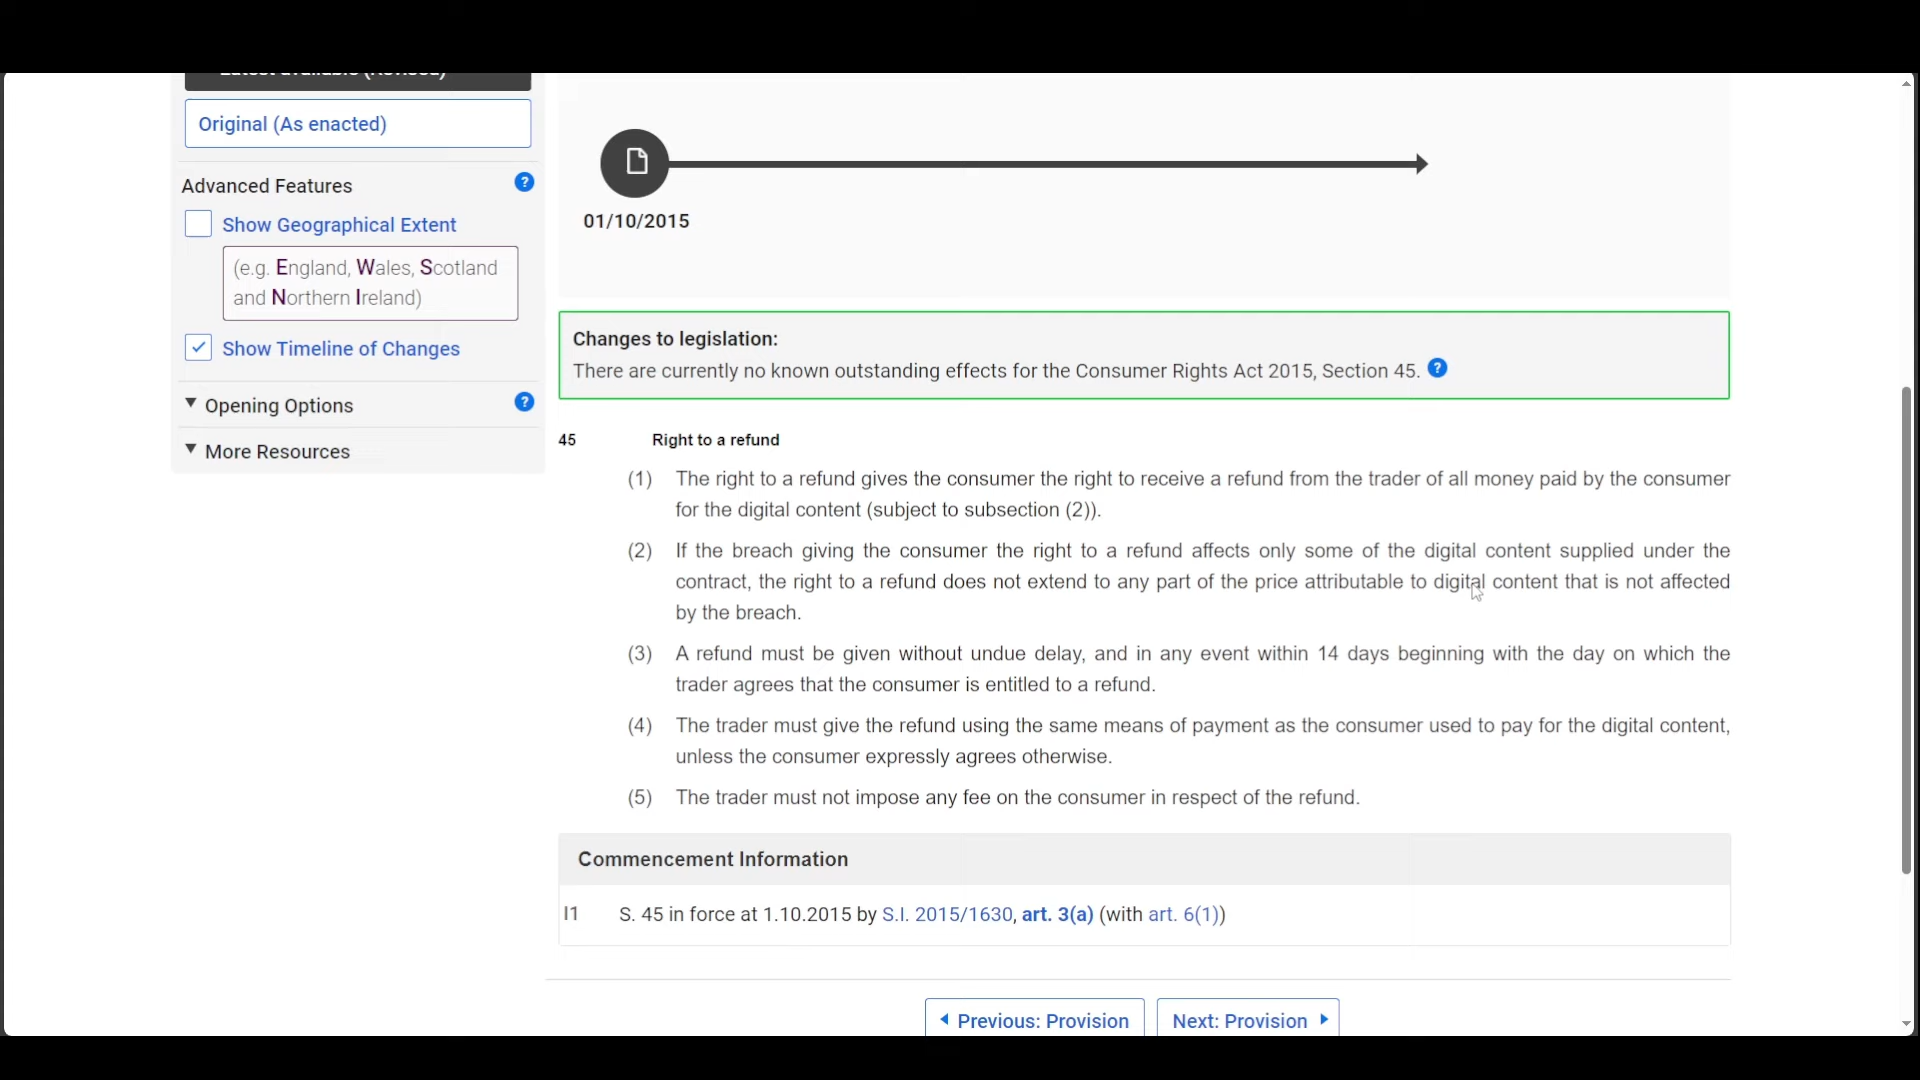 Latest available (Revised)
Original (As enacted)
Advanced Features
?
Show Geographical Extent
(e.g. England, Wales, Scotland
and Northern Ireland)
Show Timeline of Changes
Opening Options
?
More Resources
01/10/2015
Changes to legislation:
There are currently no known outstanding effects for the Consumer Rights Act 2015, Section 45. ?
45 Right to a refund
(1) The right to a refund gives the consumer the right to receive a refund from the trader of all money paid by the consumer
for the digital content (subject to subsection (2)).
(2) If the breach giving the consumer the right to a refund affects only some of the digital content supplied under the
contract, the right to a refund does not extend to any part of the price attributable to digital content that is not affected
by the breach.
(3) A refund must be given without undue delay, and in any event within 14 days beginning with the day on which the
trader agrees that the consumer is entitled to a refund.
(4) The trader must give the refund using the same means of payment as the consumer used to pay for the digital content,
unless the consumer expressly agrees otherwise.
(5) The trader must not impose any fee on the consumer in respect of the refund.
Commencement Information
I1 S. 45 in force at 1.10.2015 by S.I. 2015/1630, art. 3(a) (with art. 6(1))
Previous: Provision
Next: Provision